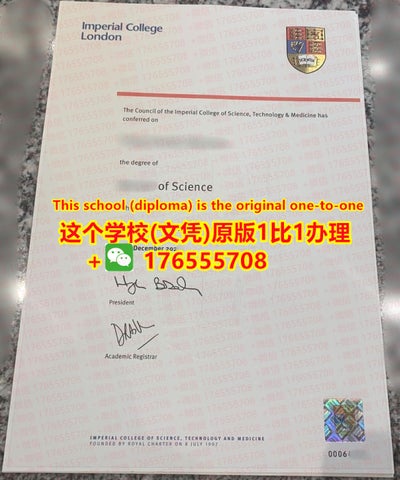 Imperial College
London
SCIENTIA
The Council of the Imperial College of Science, Technology & Medicine has
conferred on
the degree of
of Science
This school (diploma) is the original one-to-one
这个学校(文凭)原版1比1办理
December
+ 176555708
President
Academic Registrar
IMPERIAL COLLEGE OF SCIENCE, TECHNOLOGY AND MEDICINE
FOUNDED BY ROYAL CHARTER ON 8 JULY 1907
0006